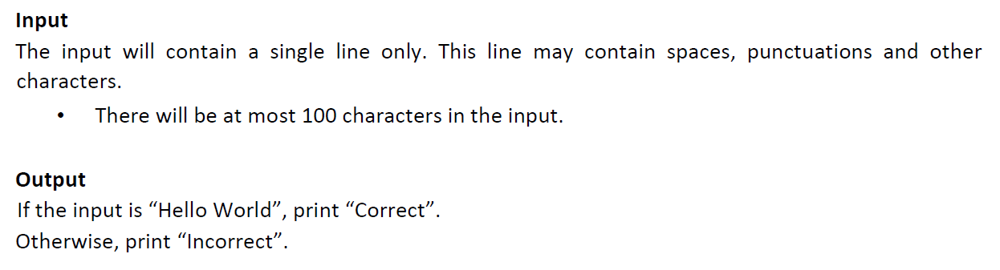 Input
The input will contain a single line only. This line may contain spaces, punctuations and other
characters.
• There will be at most 100 characters in the input.
Output
If the input is “Hello World”, print “Correct”.
Otherwise, print “Incorrect”.